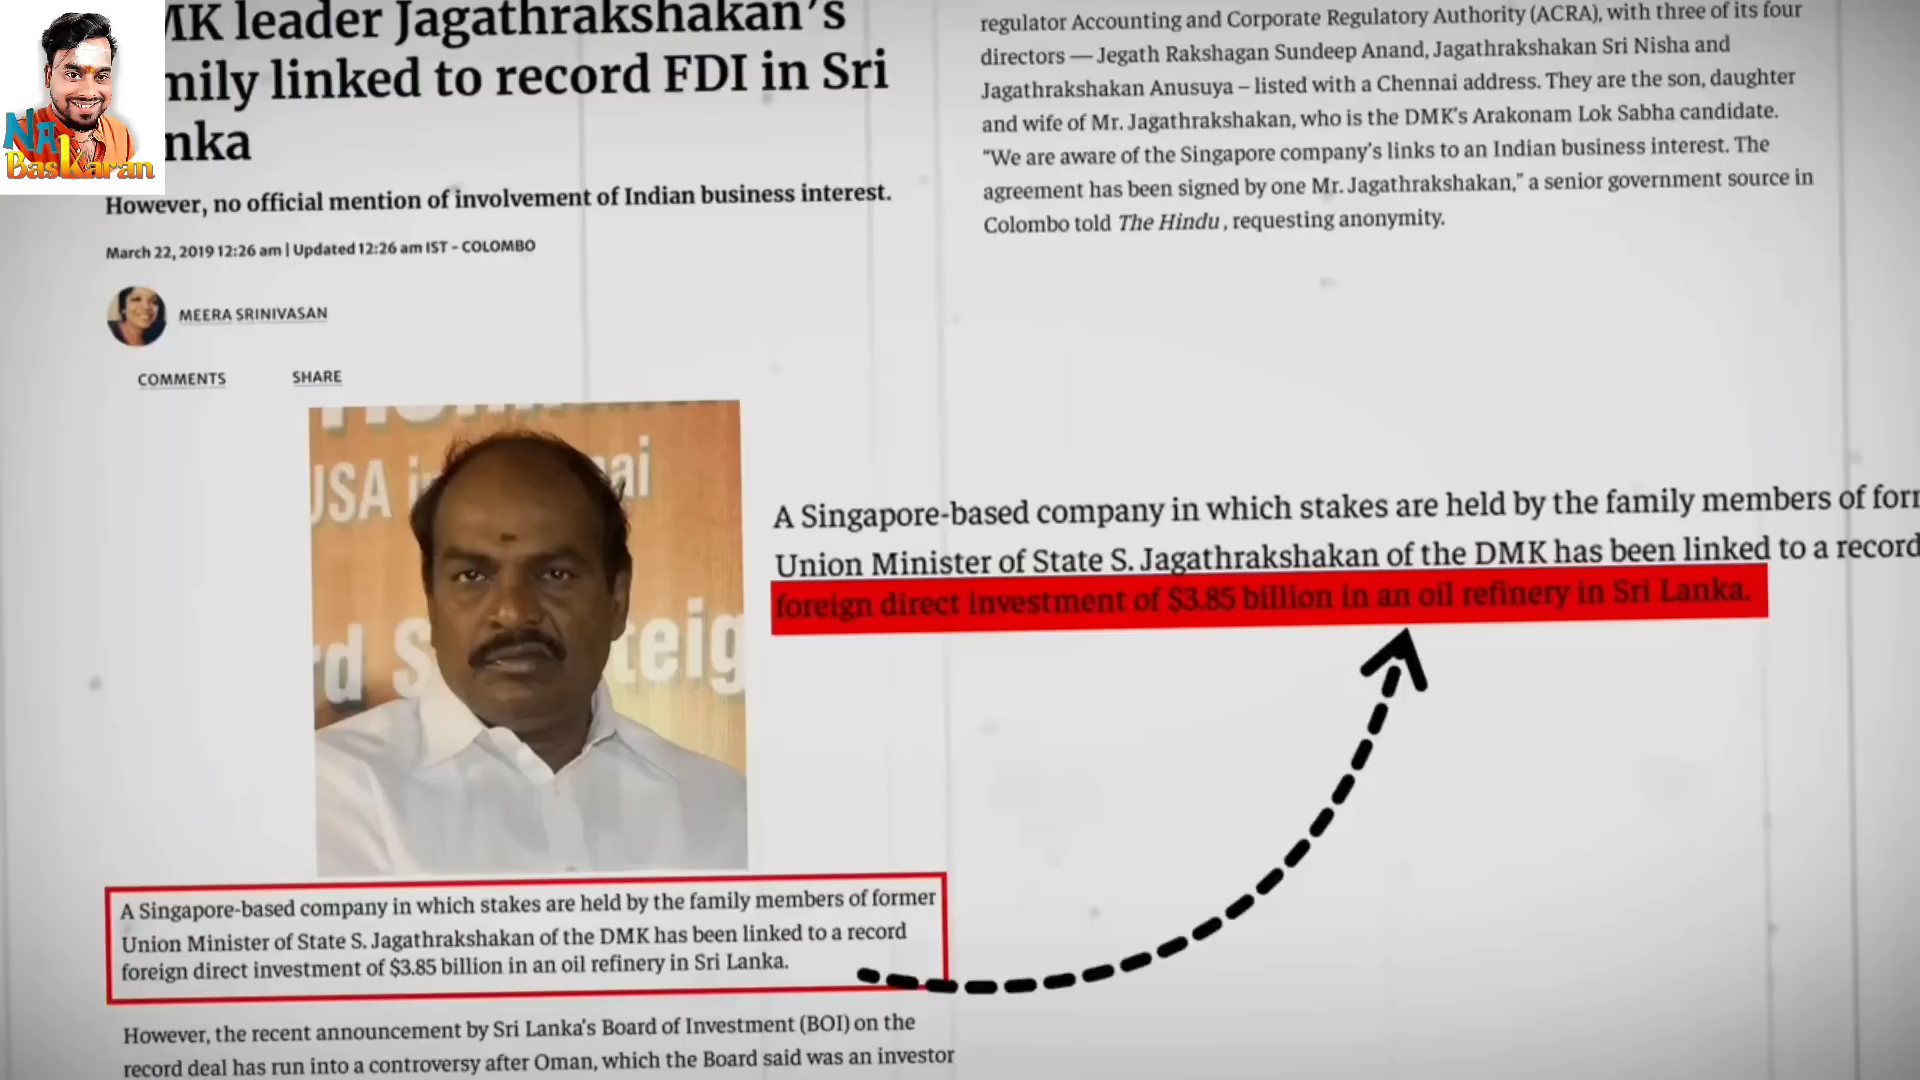 MK leader Jagathrakshakan's
mily linked to record FDI in Sri
nka
NA
Baskaran
However, no official mention of involvement of Indian business interest.
March 22, 2019 12:26 am | Updated 12:26 am IST - COLOMBO
MEERA SRINIVASAN
COMMENTS SHARE
USA i ai
rd S teig
A Singapore-based company in which stakes are held by the family members of former
Union Minister of State S. Jagathrakshakan of the DMK has been linked to a record
foreign direct investment of $3.85 billion in an oil refinery in Sri Lanka.
However, the recent announcement by Sri Lanka's Board of Investment (BOI) on the
record deal has run into a controversy after Oman, which the Board said was an investor
regulator Accounting and Corporate Regulatory Authority (ACRA), with three of its four
directors — Jegath Rakshagan Sundeep Anand, Jagathrakshakan Sri Nisha and
Jagathrakshakan Anusuya – listed with a Chennai address. They are the son, daughter
and wife of Mr. Jagathrakshakan, who is the DMK's Arakonam Lok Sabha candidate.
“We are aware of the Singapore company's links to an Indian business interest. The
agreement has been signed by one Mr. Jagathrakshakan,” a senior government source in
Colombo told The Hindu, requesting anonymity.
A Singapore-based company in which stakes are held by the family members of for
Union Minister of State S. Jagathrakshakan of the DMK has been linked to a record
foreign direct investment of $3.85 billion in an oil refinery in Sri Lanka.